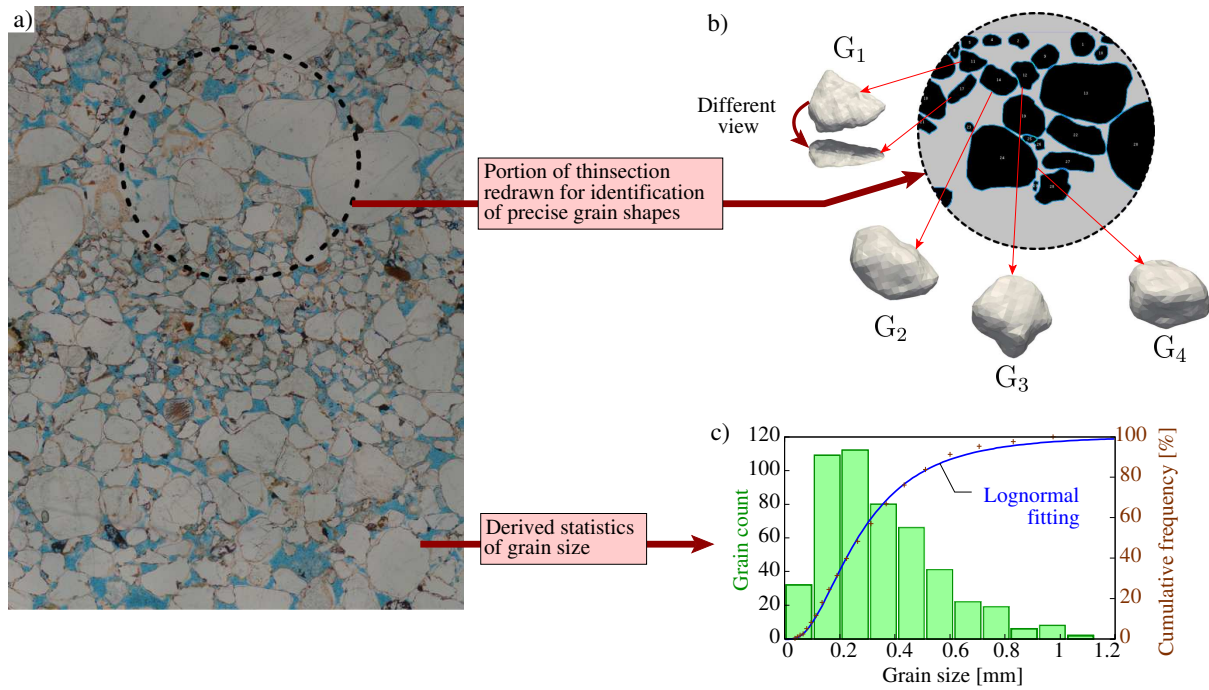 a)
b)
G1
Different
view
Portion of thinsection
redrawn for identification
of precise grain shapes
G2
G3
G4
Derived statistics
of grain size
c)
120
100
80
60
40
20
0
Grain count
0
0.2
0.4
0.6
0.8
1
1.2
Grain size [mm]
100
80
60
40
20
0
Cumulative frequency [%]
Lognormal
fitting